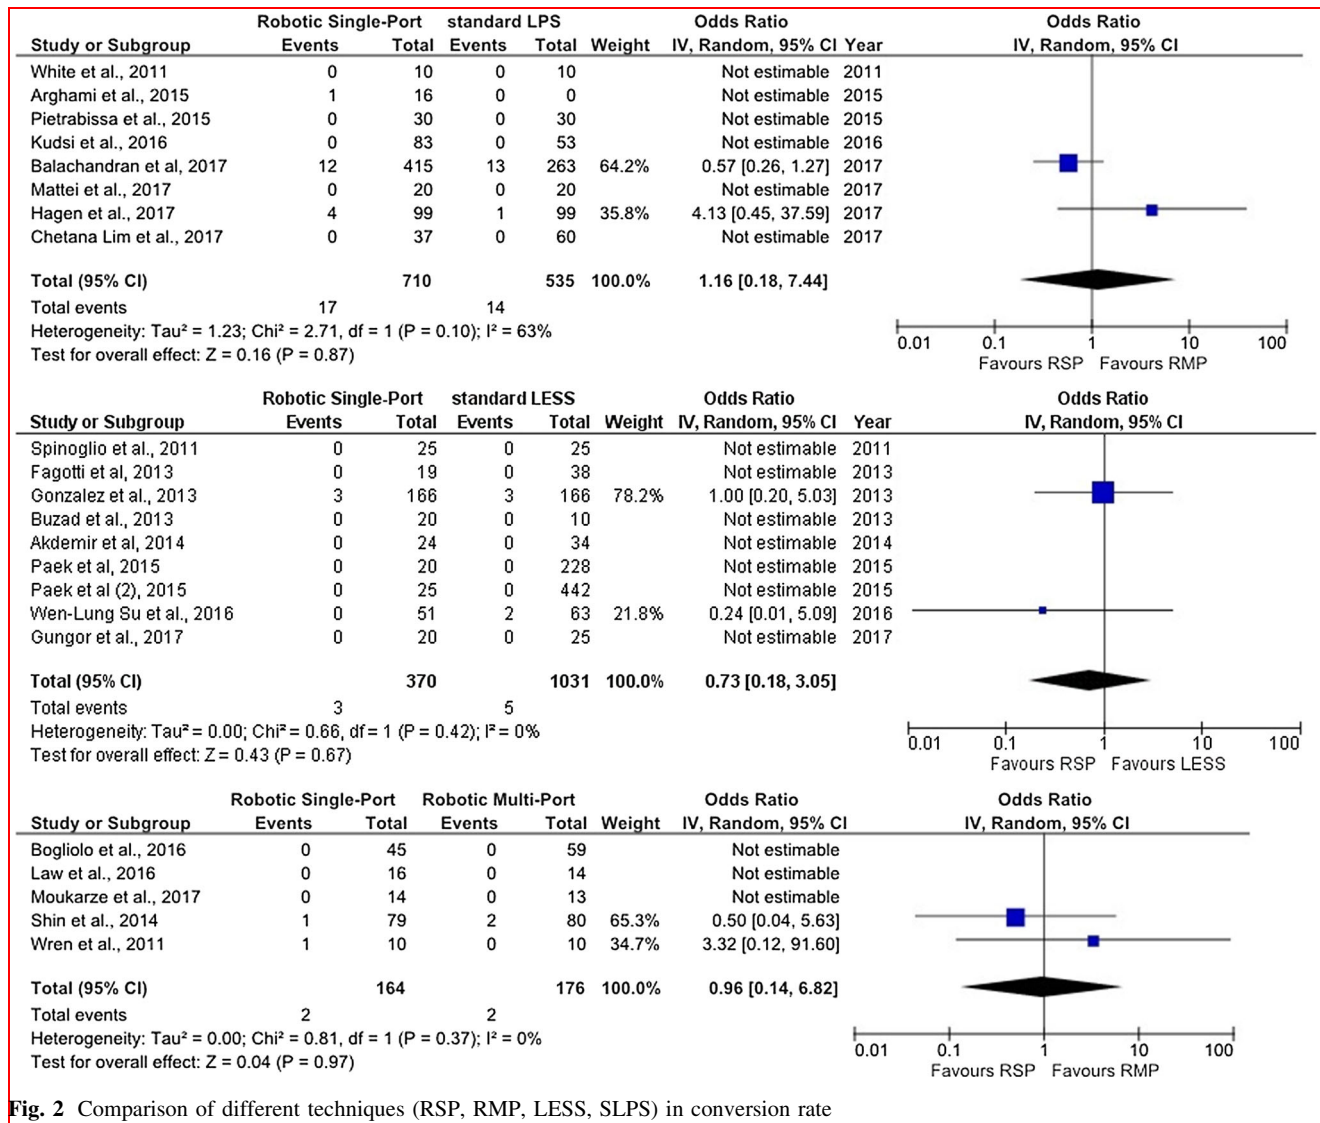 Robotic Single-Port standard LPS Odds Ratio Odds Ratio
Study or Subgroup Events Total Events Total Weight IV, Random, 95% CI Year IV, Random, 95% CI
White et al., 2011 0 10 0 10 Not estimable 2011
Arghami et al., 2015 1 16 0 0 Not estimable 2015
Pietrabissa et al., 2015 0 30 0 30 Not estimable 2015
Kudsi et al., 2016 0 83 0 53 Not estimable 2016
Balachandran et al, 2017 12 415 13 263 64.2% 0.57 [0.26, 1.27] 2017
Mattei et al., 2017 0 20 0 20 Not estimable 2017
Hagen et al., 2017 4 99 1 99 35.8% 4.13 [0.45, 37.59] 2017
Chetana Lim et al., 2017 0 37 0 60 Not estimable 2017
Total (95% CI) 710 535 100.0% 1.16 [0.18, 7.44]
Total events 17 14
Heterogeneity: Tau² = 1.23; Chi² = 2.71, df = 1 (P = 0.10); I² = 63%
Test for overall effect: Z = 0.16 (P = 0.87)
0.01 0.1 1 10 100
Favours RSP Favours RMP
Robotic Single-Port standard LESS Odds Ratio Odds Ratio
Study or Subgroup Events Total Events Total Weight IV, Random, 95% CI Year IV, Random, 95% CI
Spinoglio et al., 2011 0 25 0 25 Not estimable 2011
Fagotti et al, 2013 0 19 0 38 Not estimable 2013
Gonzalez et al., 2013 3 166 3 166 78.2% 1.00 [0.20, 5.03] 2013
Buzad et al., 2013 0 20 0 10 Not estimable 2013
Akdemir et al, 2014 0 24 0 34 Not estimable 2014
Paek et al, 2015 0 20 0 228 Not estimable 2015
Paek et al (2), 2015 0 25 0 442 Not estimable 2015
Wen-Lung Su et al., 2016 0 51 2 63 21.8% 0.24 [0.01, 5.09] 2016
Gungor et al., 2017 0 20 0 25 Not estimable 2017
Total (95% CI) 370 1031 100.0% 0.73 [0.18, 3.05]
Total events 3 5
Heterogeneity: Tau² = 0.00; Chi² = 0.66, df = 1 (P = 0.42); I² = 0%
Test for overall effect: Z = 0.43 (P = 0.67)
0.01 0.1 1 10 100
Favours RSP Favours LESS
Robotic Single-Port Robotic Multi-Port Odds Ratio Odds Ratio
Study or Subgroup Events Total Events Total Weight IV, Random, 95% CI IV, Random, 95% CI
Bogliolo et al., 2016 0 45 0 59 Not estimable
Law et al., 2016 0 16 0 14 Not estimable
Moukarze et al., 2017 0 14 0 13 Not estimable
Shin et al., 2014 1 79 2 80 65.3% 0.50 [0.04, 5.63]
Wren et al., 2011 1 10 0 10 34.7% 3.32 [0.12, 91.60]
Total (95% CI) 164 176 100.0% 0.96 [0.14, 6.82]
Total events 2 2
Heterogeneity: Tau² = 0.00; Chi² = 0.81, df = 1 (P = 0.37); I² = 0%
Test for overall effect: Z = 0.04 (P = 0.97)
0.01 0.1 1 10 100
Favours RSP Favours RMP
Fig. 2 Comparison of different techniques (RSP, RMP, LESS, SLPS) in conversion rate